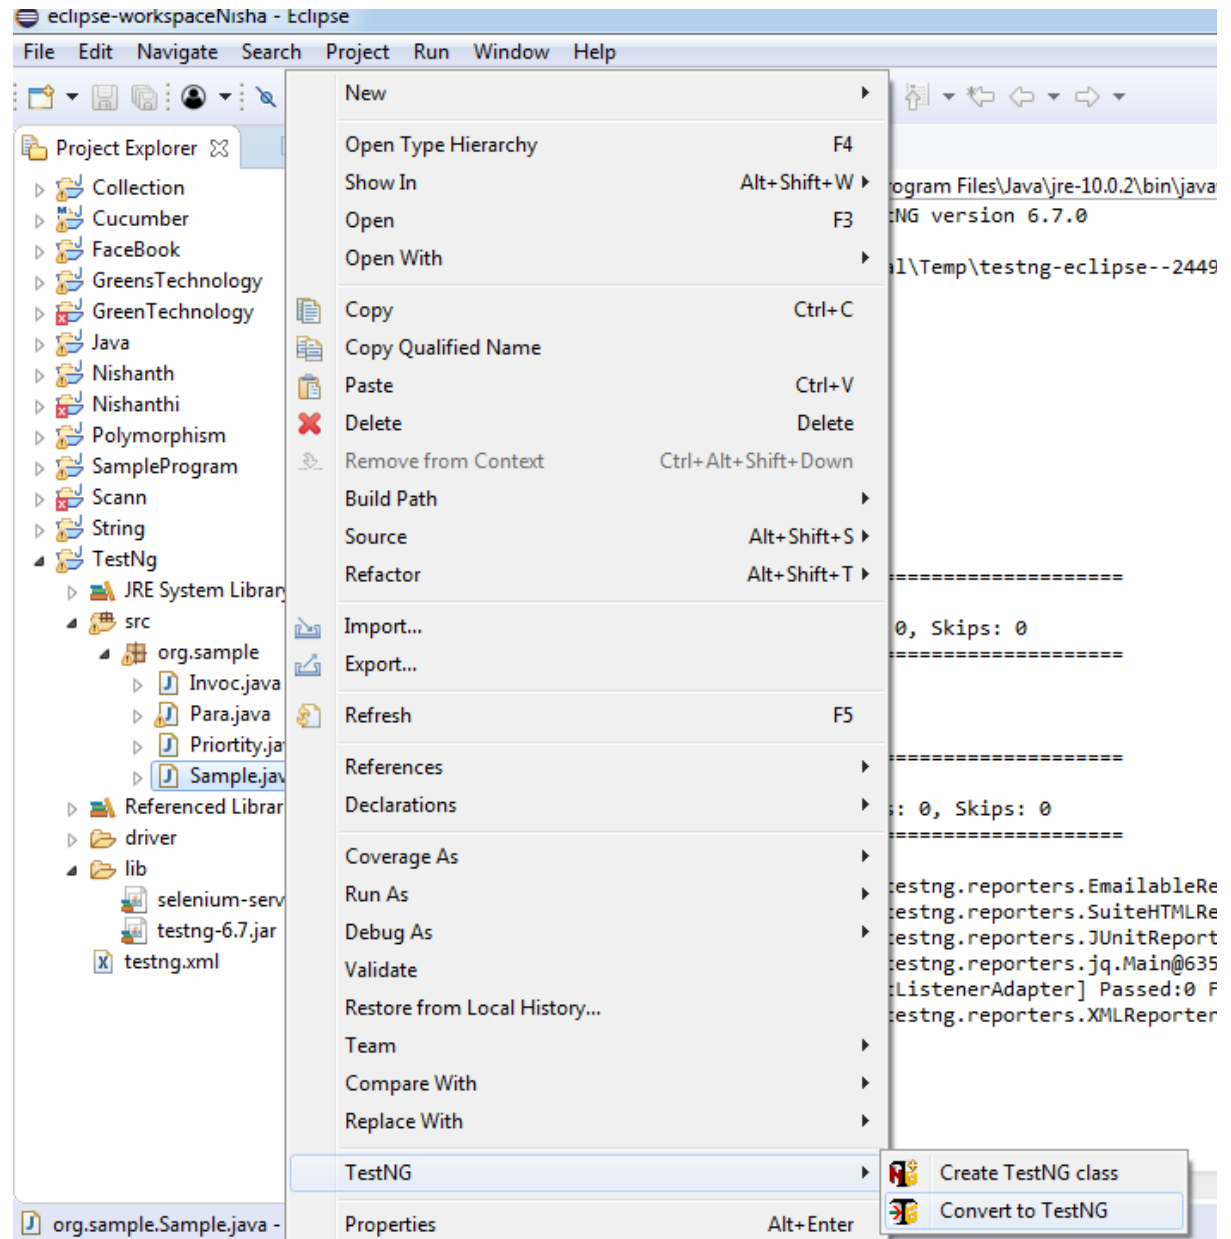 eclipse-workspaceNisha - Eclipse
File Edit Navigate Search Project Run Window Help
Project Explorer
Collection
Cucumber
FaceBook
GreensTechnology
GreenTechnology
Java
Nishanth
Nishanthi
Polymorphism
SampleProgram
Scann
String
TestNg
JRE System Library
src
org.sample
Invoc.java
Para.java
Priortity.ja
Sample.jav
Referenced Librar
driver
lib
selenium-serv
testng-6.7.jar
testng.xml
org.sample.Sample.java -
New
Open Type Hierarchy F4
Show In Alt+Shift+W
Open F3
Open With
Copy Ctrl+C
Copy Qualified Name
Paste Ctrl+V
Delete Delete
Remove from Context Ctrl+Alt+Shift+Down
Build Path
Source Alt+Shift+S
Refactor Alt+Shift+T
Import...
Export...
Refresh F5
References
Declarations
Coverage As
Run As
Debug As
Validate
Restore from Local History...
Team
Compare With
Replace With
TestNG
Properties Alt+Enter
Create TestNG class
Convert to TestNG
ogram Files\Java\jre-10.0.2\bin\java
NG version 6.7.0
al\Temp\testng-eclipse--2449
====================
0, Skips: 0
====================
====================
: 0, Skips: 0
====================
estng.reporters.EmailableRe
estng.reporters.SuiteHTMLRe
estng.reporters.JUnitReport
estng.reporters.jq.Main@635
ListenerAdapter] Passed:0 F
estng.reporters.XMLReporter